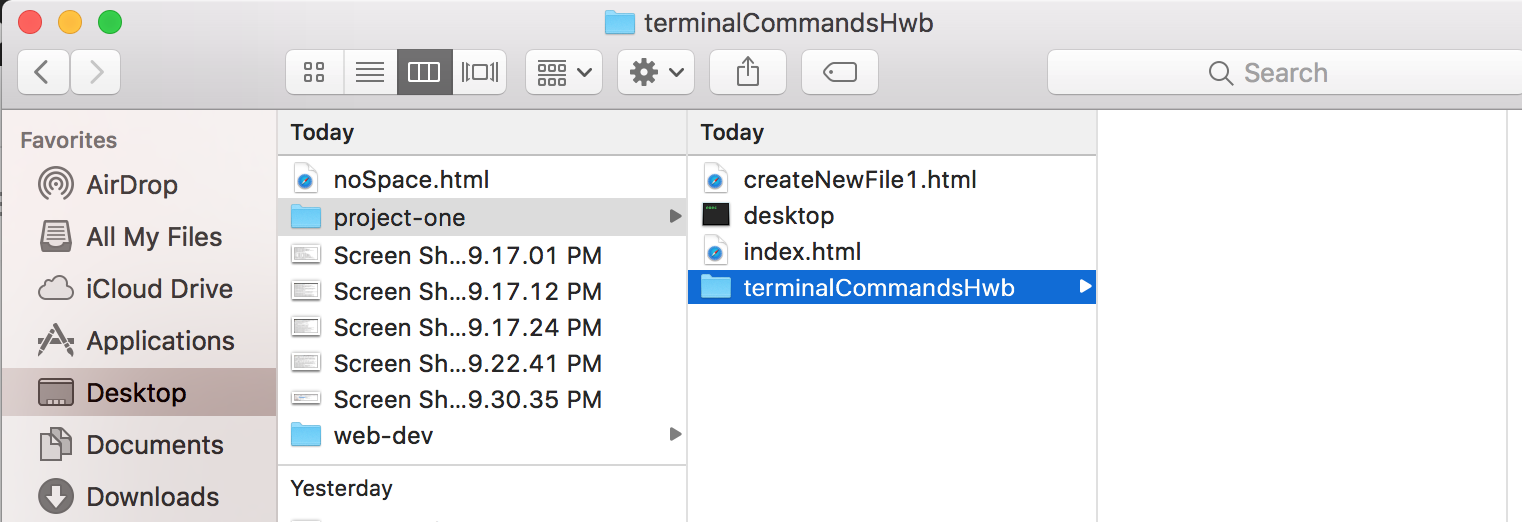 terminalCommandsHwb
Search
Favorites
AirDrop
All My Files
iCloud Drive
Applications
Desktop
Documents
Downloads
Today
noSpace.html
project-one
Screen Sh...9.17.01 PM
Screen Sh...9.17.12 PM
Screen Sh...9.17.24 PM
Screen Sh...9.22.41 PM
Screen Sh...9.30.35 PM
web-dev
Yesterday
Today
createNewFile1.html
desktop
index.html
terminalCommandsHwb